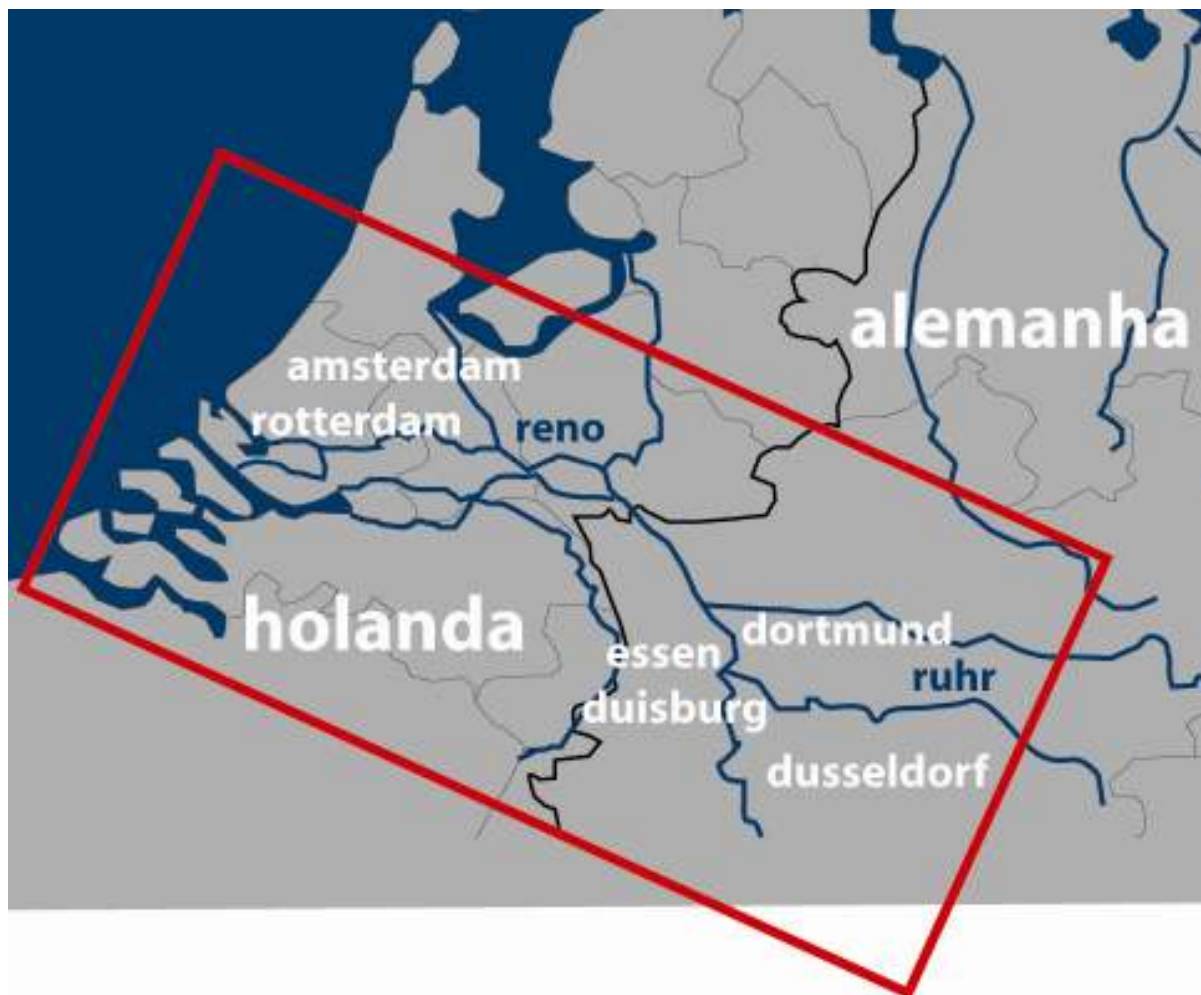 alemanha
amsterdam
rotterdam
reno
holanda
dortmund
essen
ruhr
duisburg
dusseldorf